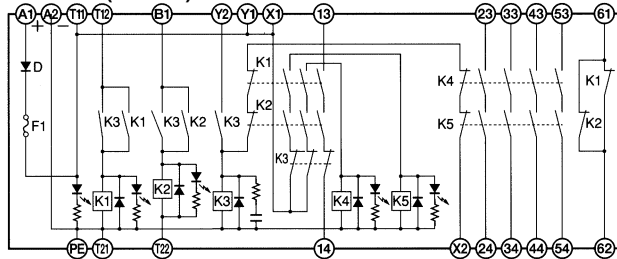 A1 A2 T11 T12 B1 Y2 Y1 X1 13 23 33 43 53 61
+ −
D
K1 K4 K1
F1 K3 K1 K3 K2 K3 K2 K5 K2
K3
K1 K2 K3 K4 K5
PE T21 T22 14 X2 24 34 44 54 62